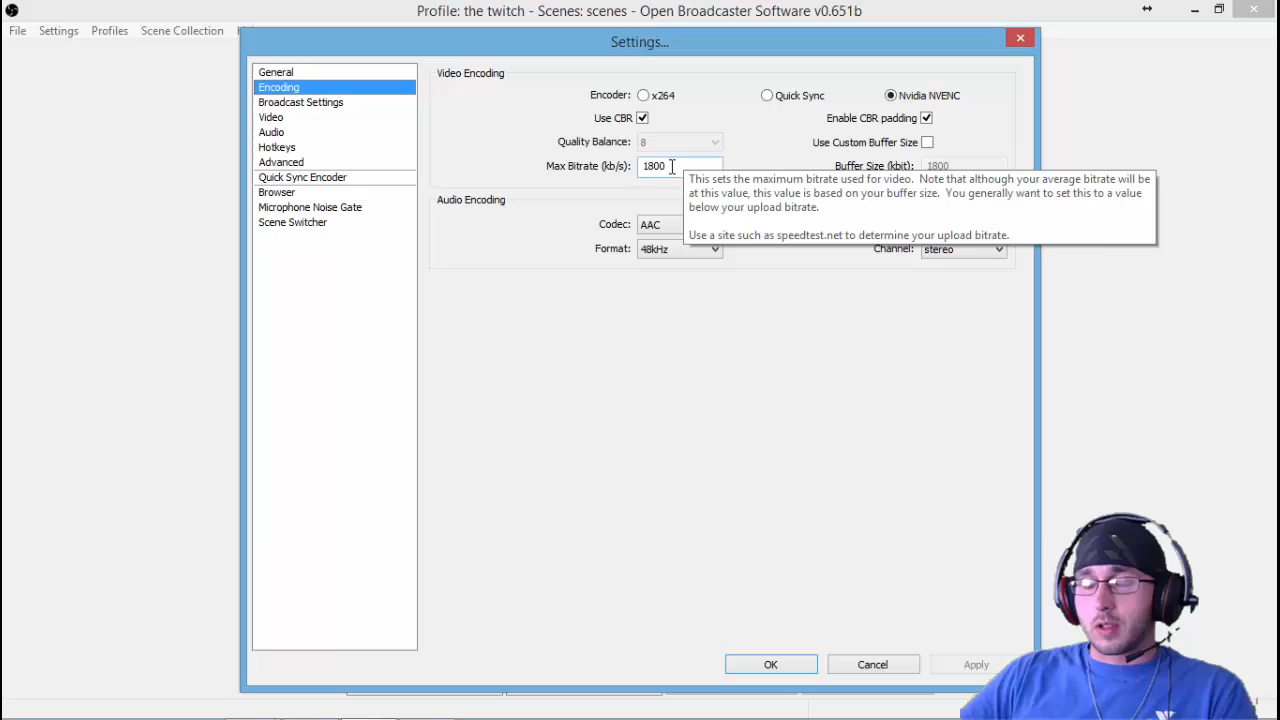 Profile: the twitch - Scenes: scenes - Open Broadcaster Software v0.651b
File Settings Profiles Scene Collection
Settings...
General
Encoding
Broadcast Settings
Video
Audio
Hotkeys
Advanced
Quick Sync Encoder
Browser
Microphone Noise Gate
Scene Switcher
Video Encoding
Encoder: x264 Quick Sync Nvidia NVENC
Use CBR Enable CBR padding
Quality Balance: 8 Use Custom Buffer Size
Max Bitrate (kb/s): 1800 Buffer Size (kbit): 1800
This sets the maximum bitrate used for video. Note that although your average bitrate will be
at this value, this value is based on your buffer size. You generally want to set this to a value
below your upload bitrate.
Use a site such as speedtest.net to determine your upload bitrate.
Audio Encoding
Codec: AAC
Format: 48kHz Channel: stereo
OK Cancel Apply